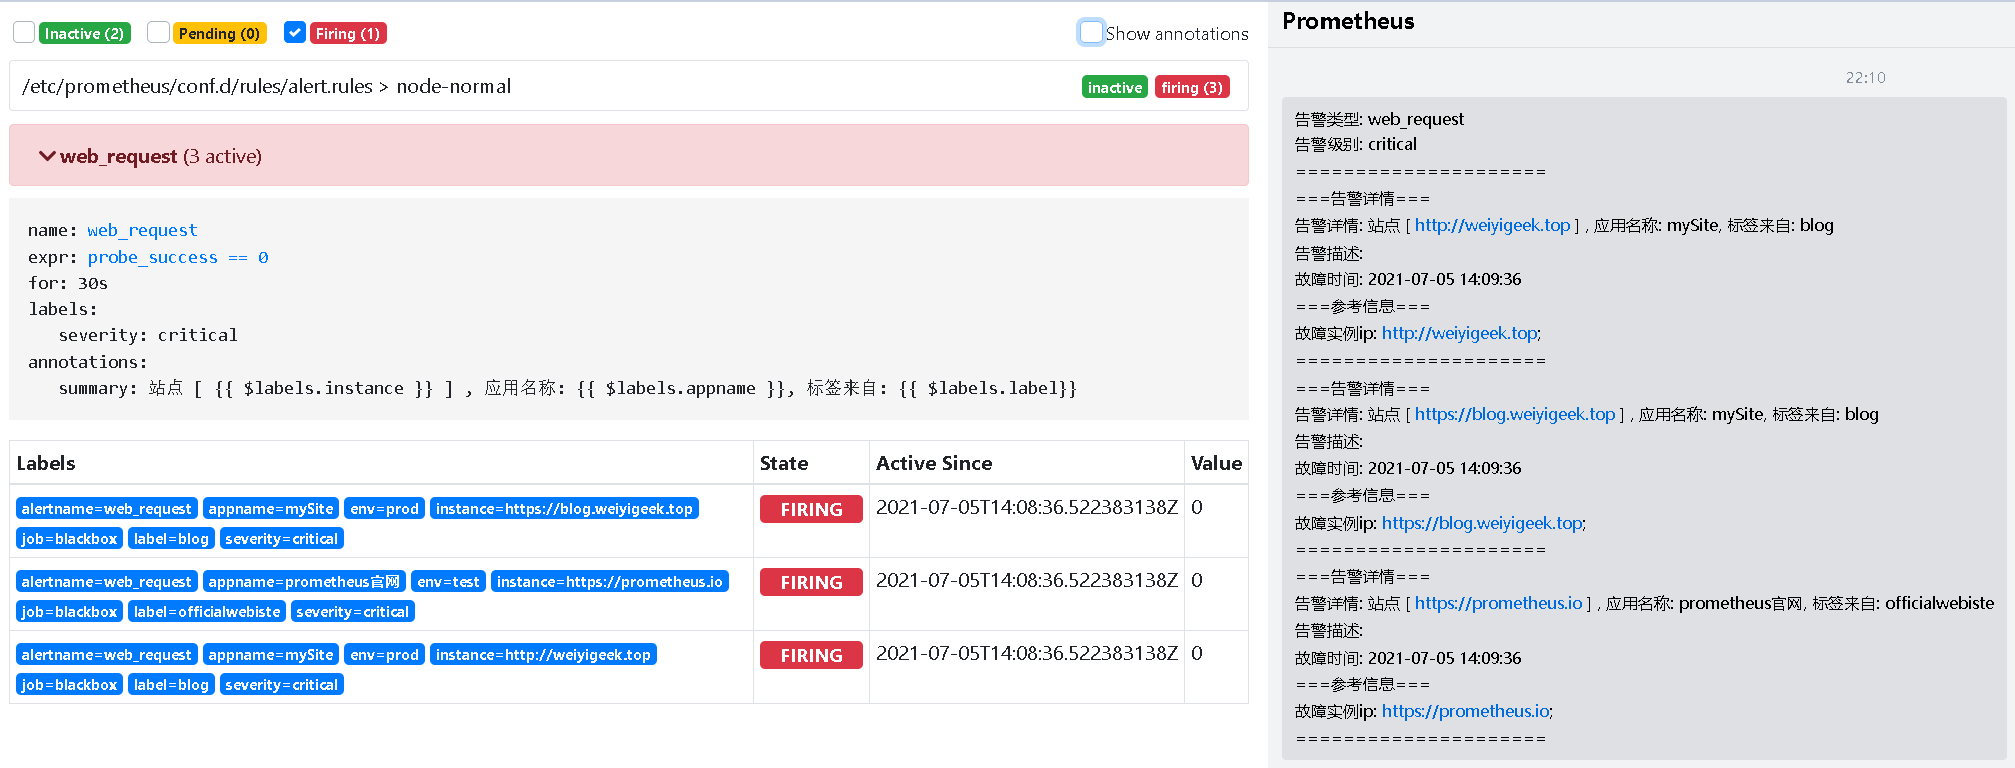 Inactive (2) Pending (0) Firing (1) Show annotations
/etc/prometheus/conf.d/rules/alert.rules > node-normal inactive firing (3)
web_request (3 active)
name: web_request
expr: probe_success == 0
for: 30s
labels:
severity: critical
annotations:
summary: 站点 [ {{ $labels.instance }} ] , 应用名称: {{ $labels.appname }}, 标签来自: {{ $labels.label}}
Labels State Active Since Value
alertname=web_request appname=mySite env=prod instance=https://blog.weiyigeek.top FIRING 2021-07-05T14:08:36.522383138Z 0
job=blackbox label=blog severity=critical
alertname=web_request appname=prometheus官网 env=test instance=https://prometheus.io FIRING 2021-07-05T14:08:36.522383138Z 0
job=blackbox label=officialwebiste severity=critical
alertname=web_request appname=mySite env=prod instance=http://weiyigeek.top FIRING 2021-07-05T14:08:36.522383138Z 0
job=blackbox label=blog severity=critical
Prometheus
22:10
告警类型: web_request
告警级别: critical
=====================
===告警详情===
告警详情: 站点 [ http://weiyigeek.top ] , 应用名称: mySite, 标签来自: blog
告警描述:
故障时间: 2021-07-05 14:09:36
===参考信息===
故障实例ip: http://weiyigeek.top;
=====================
===告警详情===
告警详情: 站点 [ https://blog.weiyigeek.top ] , 应用名称: mySite, 标签来自: blog
告警描述:
故障时间: 2021-07-05 14:09:36
===参考信息===
故障实例ip: https://blog.weiyigeek.top;
=====================
===告警详情===
告警详情: 站点 [ https://prometheus.io ] , 应用名称: prometheus官网, 标签来自: officialwebiste
告警描述:
故障时间: 2021-07-05 14:09:36
===参考信息===
故障实例ip: https://prometheus.io;
=====================